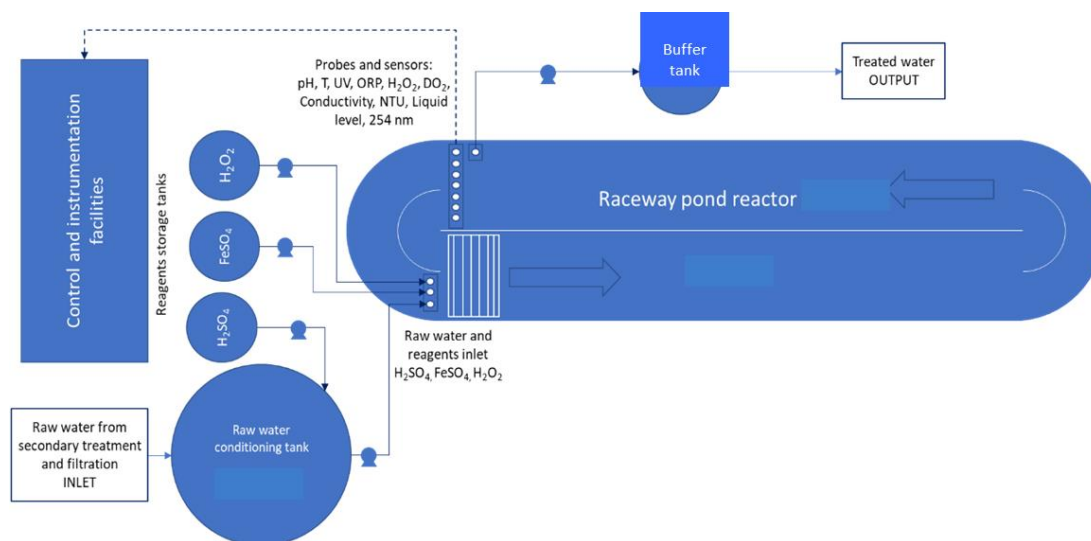 Control and instrumentation
facilities
Reagents storage tanks
Probes and sensors:
pH, T, UV, ORP, H₂O₂, DO₂,
Conductivity, NTU, Liquid
level, 254 nm
Buffer
tank
Treated water
OUTPUT
H₂O₂
FeSO₄
H₂SO₄
Raceway pond reactor
Raw water and
reagents inlet
H₂SO₄, FeSO₄, H₂O₂
Raw water from
secondary treatment
and filtration
INLET
Raw water
conditioning tank